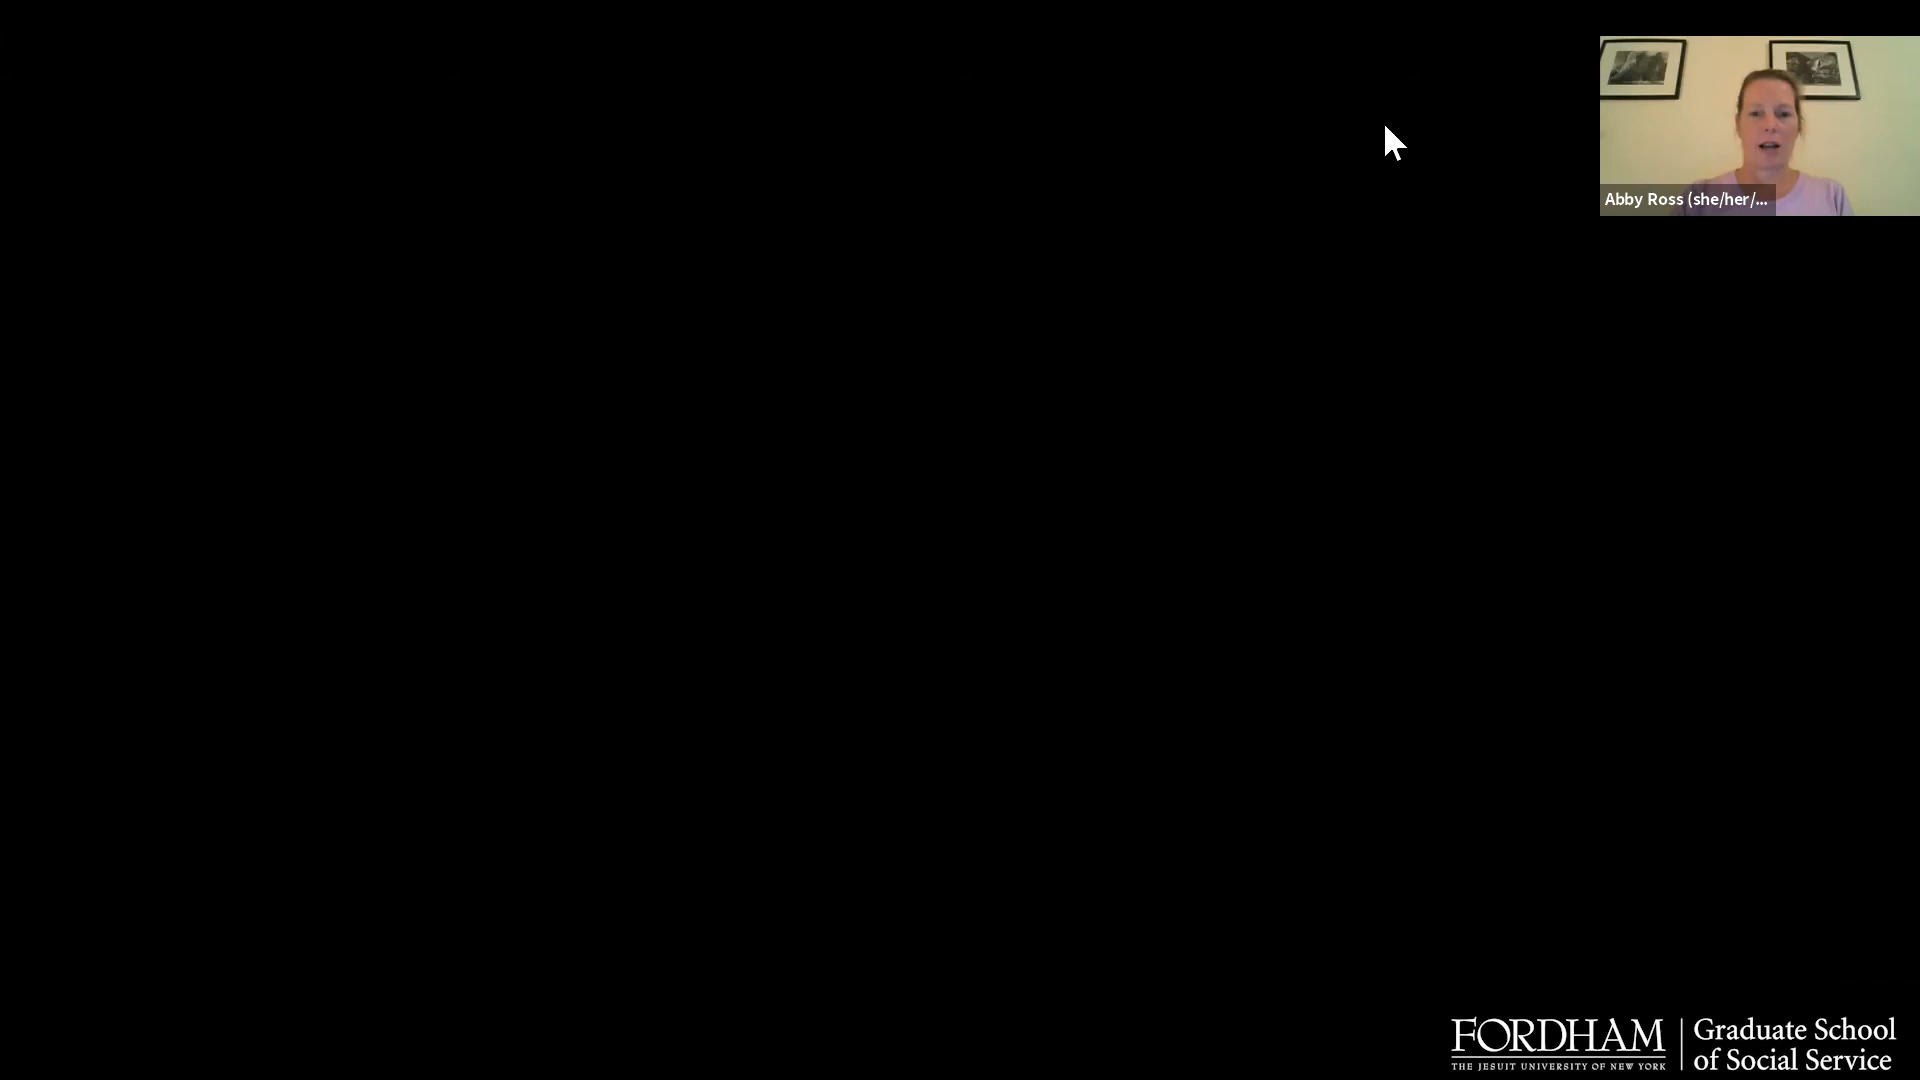 Abby Ross (she/her/...
FORDHAM
THE JESUIT UNIVERSITY OF NEW YORK
Graduate School
of Social Service